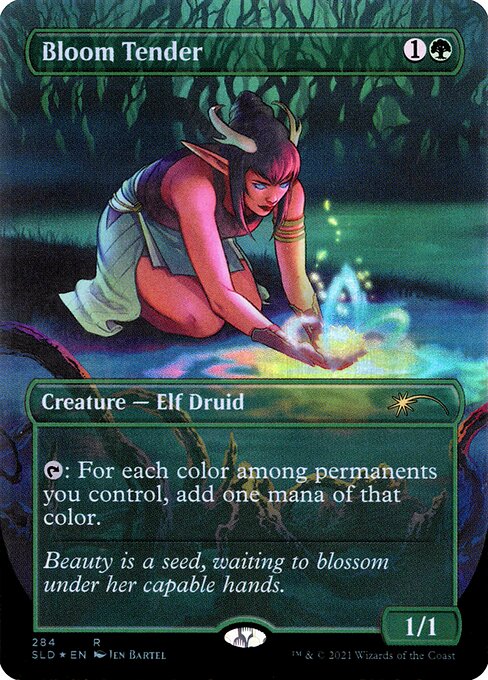 Bloom Tender 1
Creature — Elf Druid
: For each color among permanents
you control, add one mana of that
color.
Beauty is a seed, waiting to blossom
under her capable hands.
1/1
284 R
SLD ★ EN Jen Bartel
™ & © 2021 Wizards of the Coast